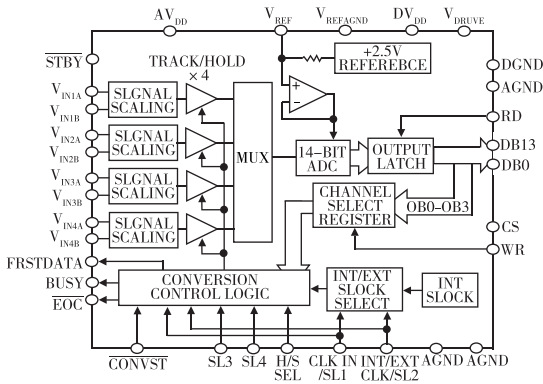 AVDD
VREF
VREFAGND
DVDD
VDRUVE
STBY
TRACK/HOLD
× 4
+2.5V
REFEREBCE
DGND
AGND
VIN1A
VIN1B
SLGNAL
SCALING
RD
VIN2A
VIN2B
SLGNAL
SCALING
MUX
14-BIT
ADC
OUTPUT
LATCH
DB13
DB0
VIN3A
VIN3B
SLGNAL
SCALING
CHANNEL
SELECT
REGISTER
OB0-OB3
VIN4A
VIN4B
SLGNAL
SCALING
CS
WR
FRSTDATA
BUSY
EOC
CONVERSION
CONTROL LOGIC
INT/EXT
SLOCK
SELECT
INT
SLOCK
CONVST
SL3
SL4
H/S
SEL
CLK IN
/SL1
INT/EXT
CLK/SL2
AGND
AGND
+
−